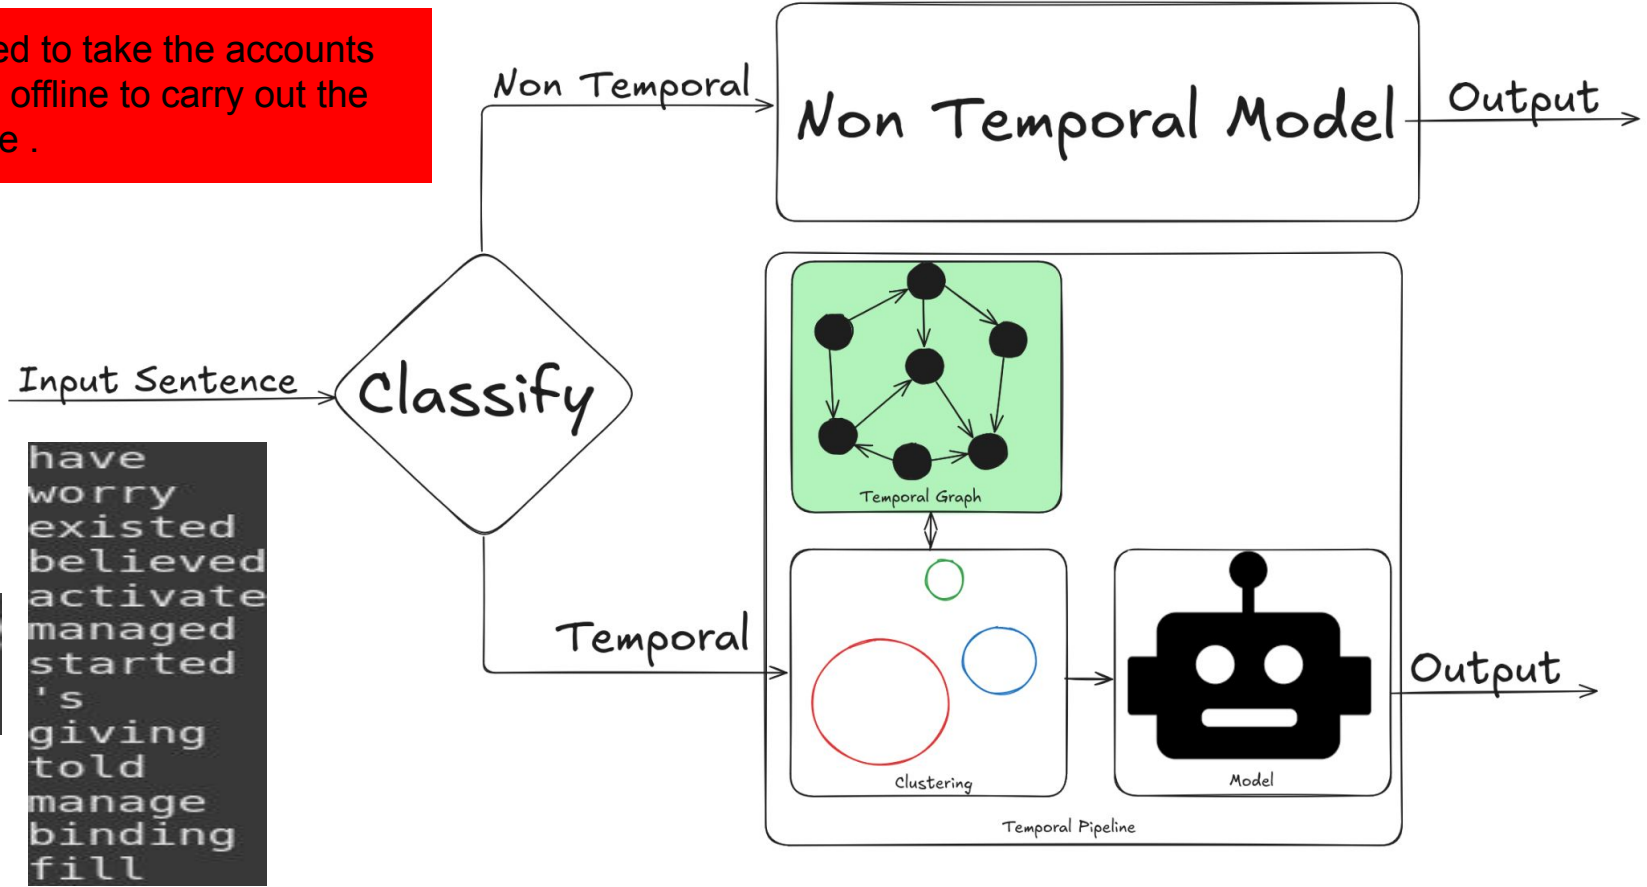 to take the accounts
offline to carry out the
.
Non Temporal
Non Temporal Model
Output
Input Sentence
Classify
have
worry
existed
believed
activate
managed
started
's
giving
told
manage
binding
fill
Temporal
Temporal Graph
Clustering
Model
Temporal Pipeline
Output